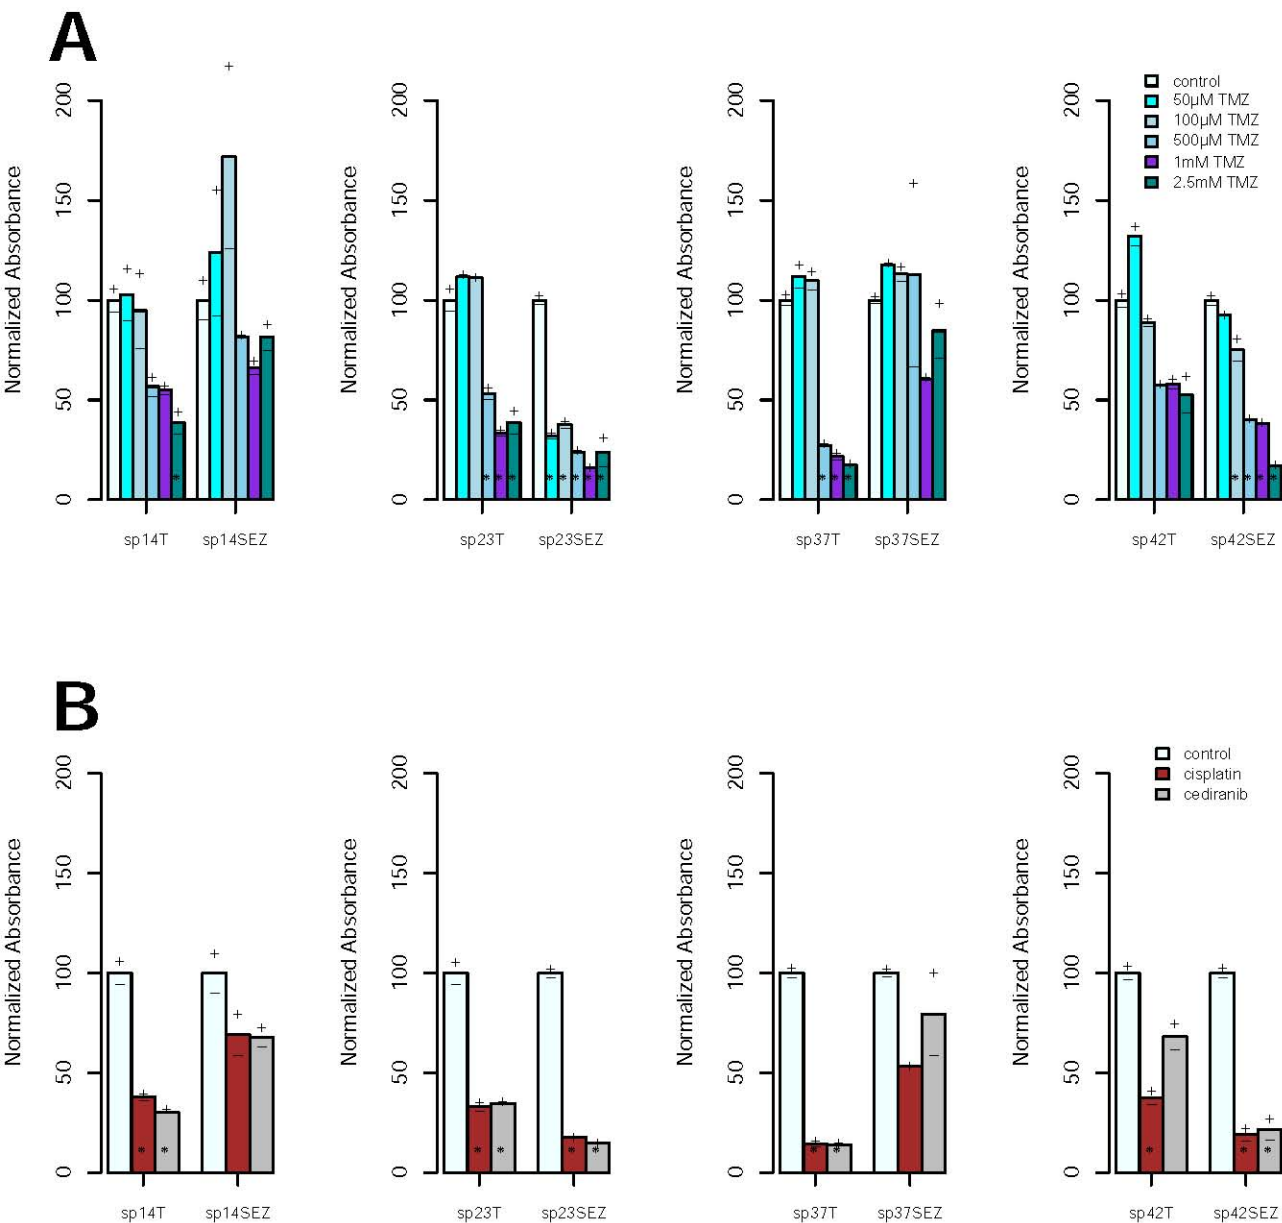 A
Normalized Absorbance
0 50 100 150 200
sp14T sp14SEZ
Normalized Absorbance
0 50 100 150 200
sp23T sp23SEZ
Normalized Absorbance
0 50 100 150 200
sp37T sp37SEZ
Normalized Absorbance
0 50 100 150 200
sp42T sp42SEZ
control
50µM TMZ
100µM TMZ
500µM TMZ
1mM TMZ
2.5mM TMZ
B
Normalized Absorbance
0 50 100 150 200
sp14T sp14SEZ
Normalized Absorbance
0 50 100 150 200
sp23T sp23SEZ
Normalized Absorbance
0 50 100 150 200
sp37T sp37SEZ
Normalized Absorbance
0 50 100 150 200
sp42T sp42SEZ
control
cisplatin
cediranib